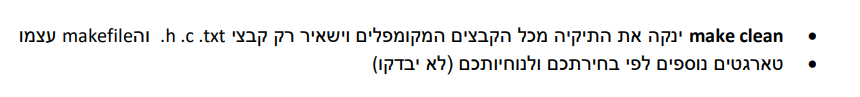 • make clean ינקה את התיקיה מכל הקבצים המקומפלים וישאיר רק קבצי .h .c .txt והmakefile עצמו
• טארגטים נוספים לפי בחירתכם ולנוחיותכם (לא יבדקו)